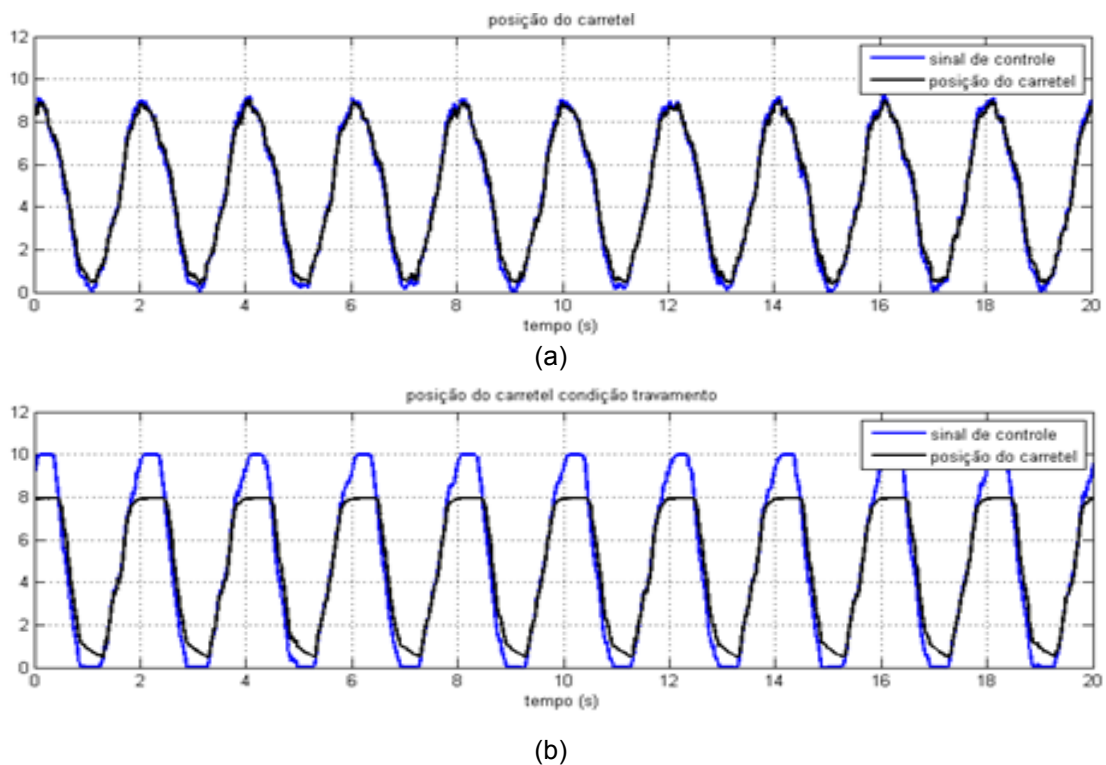 posição do carretel
12
10
8
6
4
2
0
sinal de controle
posição do carretel
0 2 4 6 8 10 12 14 16 18 20
tempo (s)
(a)
posição do carretel condição travamento
12
10
8
6
4
2
0
sinal de controle
posição do carretel
0 2 4 6 8 10 12 14 16 18 20
tempo (s)
(b)